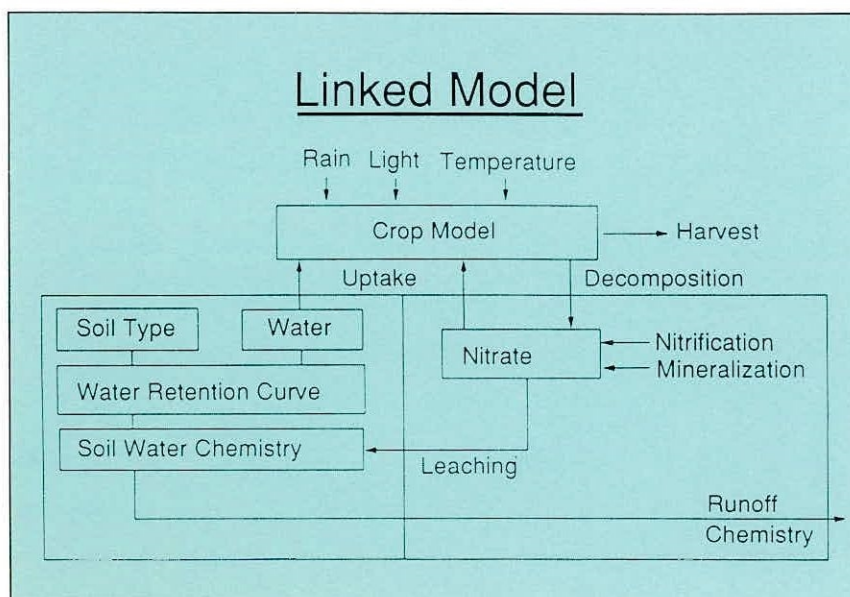 Linked Model
Rain Light Temperature
Crop Model
Harvest
Uptake
Decomposition
Soil Type
Water
Nitrate
Nitrification
Mineralization
Water Retention Curve
Soil Water Chemistry
Leaching
Runoff
Chemistry